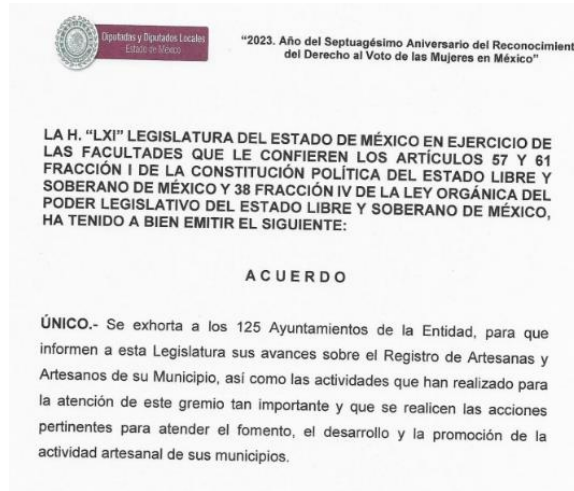 Diputadas y Diputados Locales
Estado de México
"2023. Año del Septuagésimo Aniversario del Reconocimient
del Derecho al Voto de las Mujeres en México"
LA H. "LXI" LEGISLATURA DEL ESTADO DE MÉXICO EN EJERCICIO DE
LAS FACULTADES QUE LE CONFIEREN LOS ARTÍCULOS 57 Y 61
FRACCIÓN I DE LA CONSTITUCIÓN POLÍTICA DEL ESTADO LIBRE Y
SOBERANO DE MÉXICO Y 38 FRACCIÓN IV DE LA LEY ORGÁNICA DEL
PODER LEGISLATIVO DEL ESTADO LIBRE Y SOBERANO DE MÉXICO,
HA TENIDO A BIEN EMITIR EL SIGUIENTE:
A C U E R D O
ÚNICO.- Se exhorta a los 125 Ayuntamientos de la Entidad, para que
informen a esta Legislatura sus avances sobre el Registro de Artesanas y
Artesanos de su Municipio, así como las actividades que han realizado para
la atención de este gremio tan importante y que se realicen las acciones
pertinentes para atender el fomento, el desarrollo y la promoción de la
actividad artesanal de sus municipios.